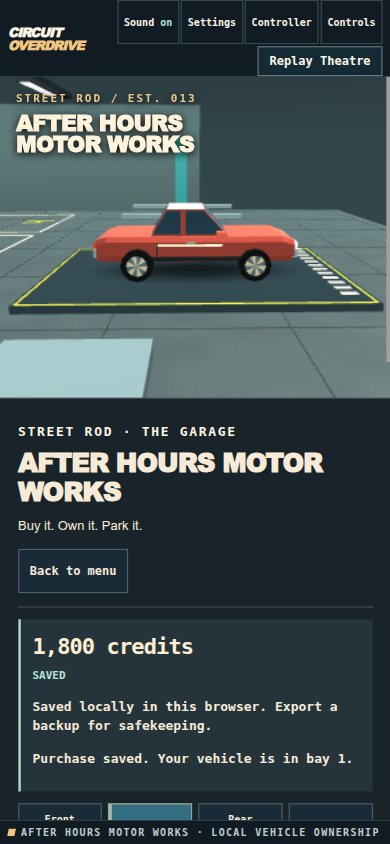 CIRCUIT
OVERDRIVE
Sound on
Settings
Controller
Controls
Replay Theatre
STREET ROD / EST. 013
AFTER HOURS
MOTOR WORKS
STREET ROD · THE GARAGE
AFTER HOURS MOTOR
WORKS
Buy it. Own it. Park it.
Back to menu
1,800 credits
SAVED
Saved locally in this browser. Export a
backup for safekeeping.
Purchase saved. Your vehicle is in bay 1.
Front
Rear
AFTER HOURS MOTOR WORKS · LOCAL VEHICLE OWNERSHIP